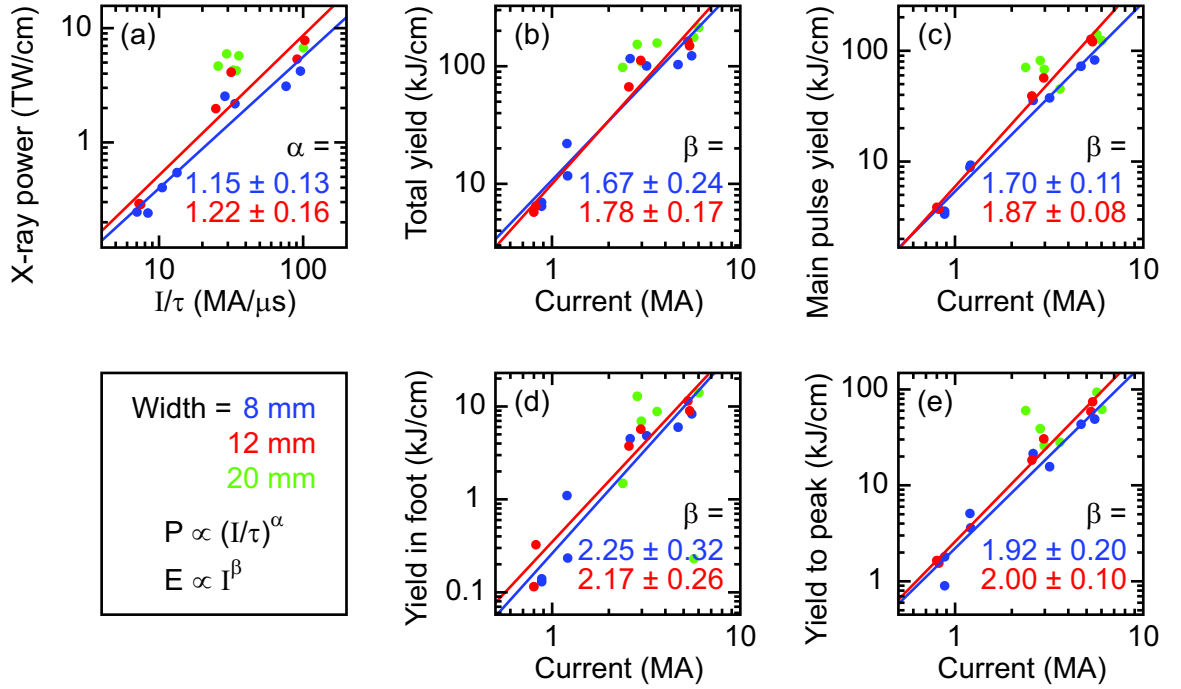 (a)
X-ray power (TW/cm)
10
1
α =
1.15 ± 0.13
1.22 ± 0.16
10
100
I/τ (MA/μs)
(b)
Total yield (kJ/cm)
100
10
β =
1.67 ± 0.24
1.78 ± 0.17
1
10
Current (MA)
(c)
Main pulse yield (kJ/cm)
100
10
β =
1.70 ± 0.11
1.87 ± 0.08
1
10
Current (MA)
Width = 8 mm
12 mm
20 mm
P ∝ (I/τ)^α
E ∝ I^β
(d)
Yield in foot (kJ/cm)
10
1
0.1
β =
2.25 ± 0.32
2.17 ± 0.26
1
10
Current (MA)
(e)
Yield to peak (kJ/cm)
100
10
1
β =
1.92 ± 0.20
2.00 ± 0.10
1
10
Current (MA)